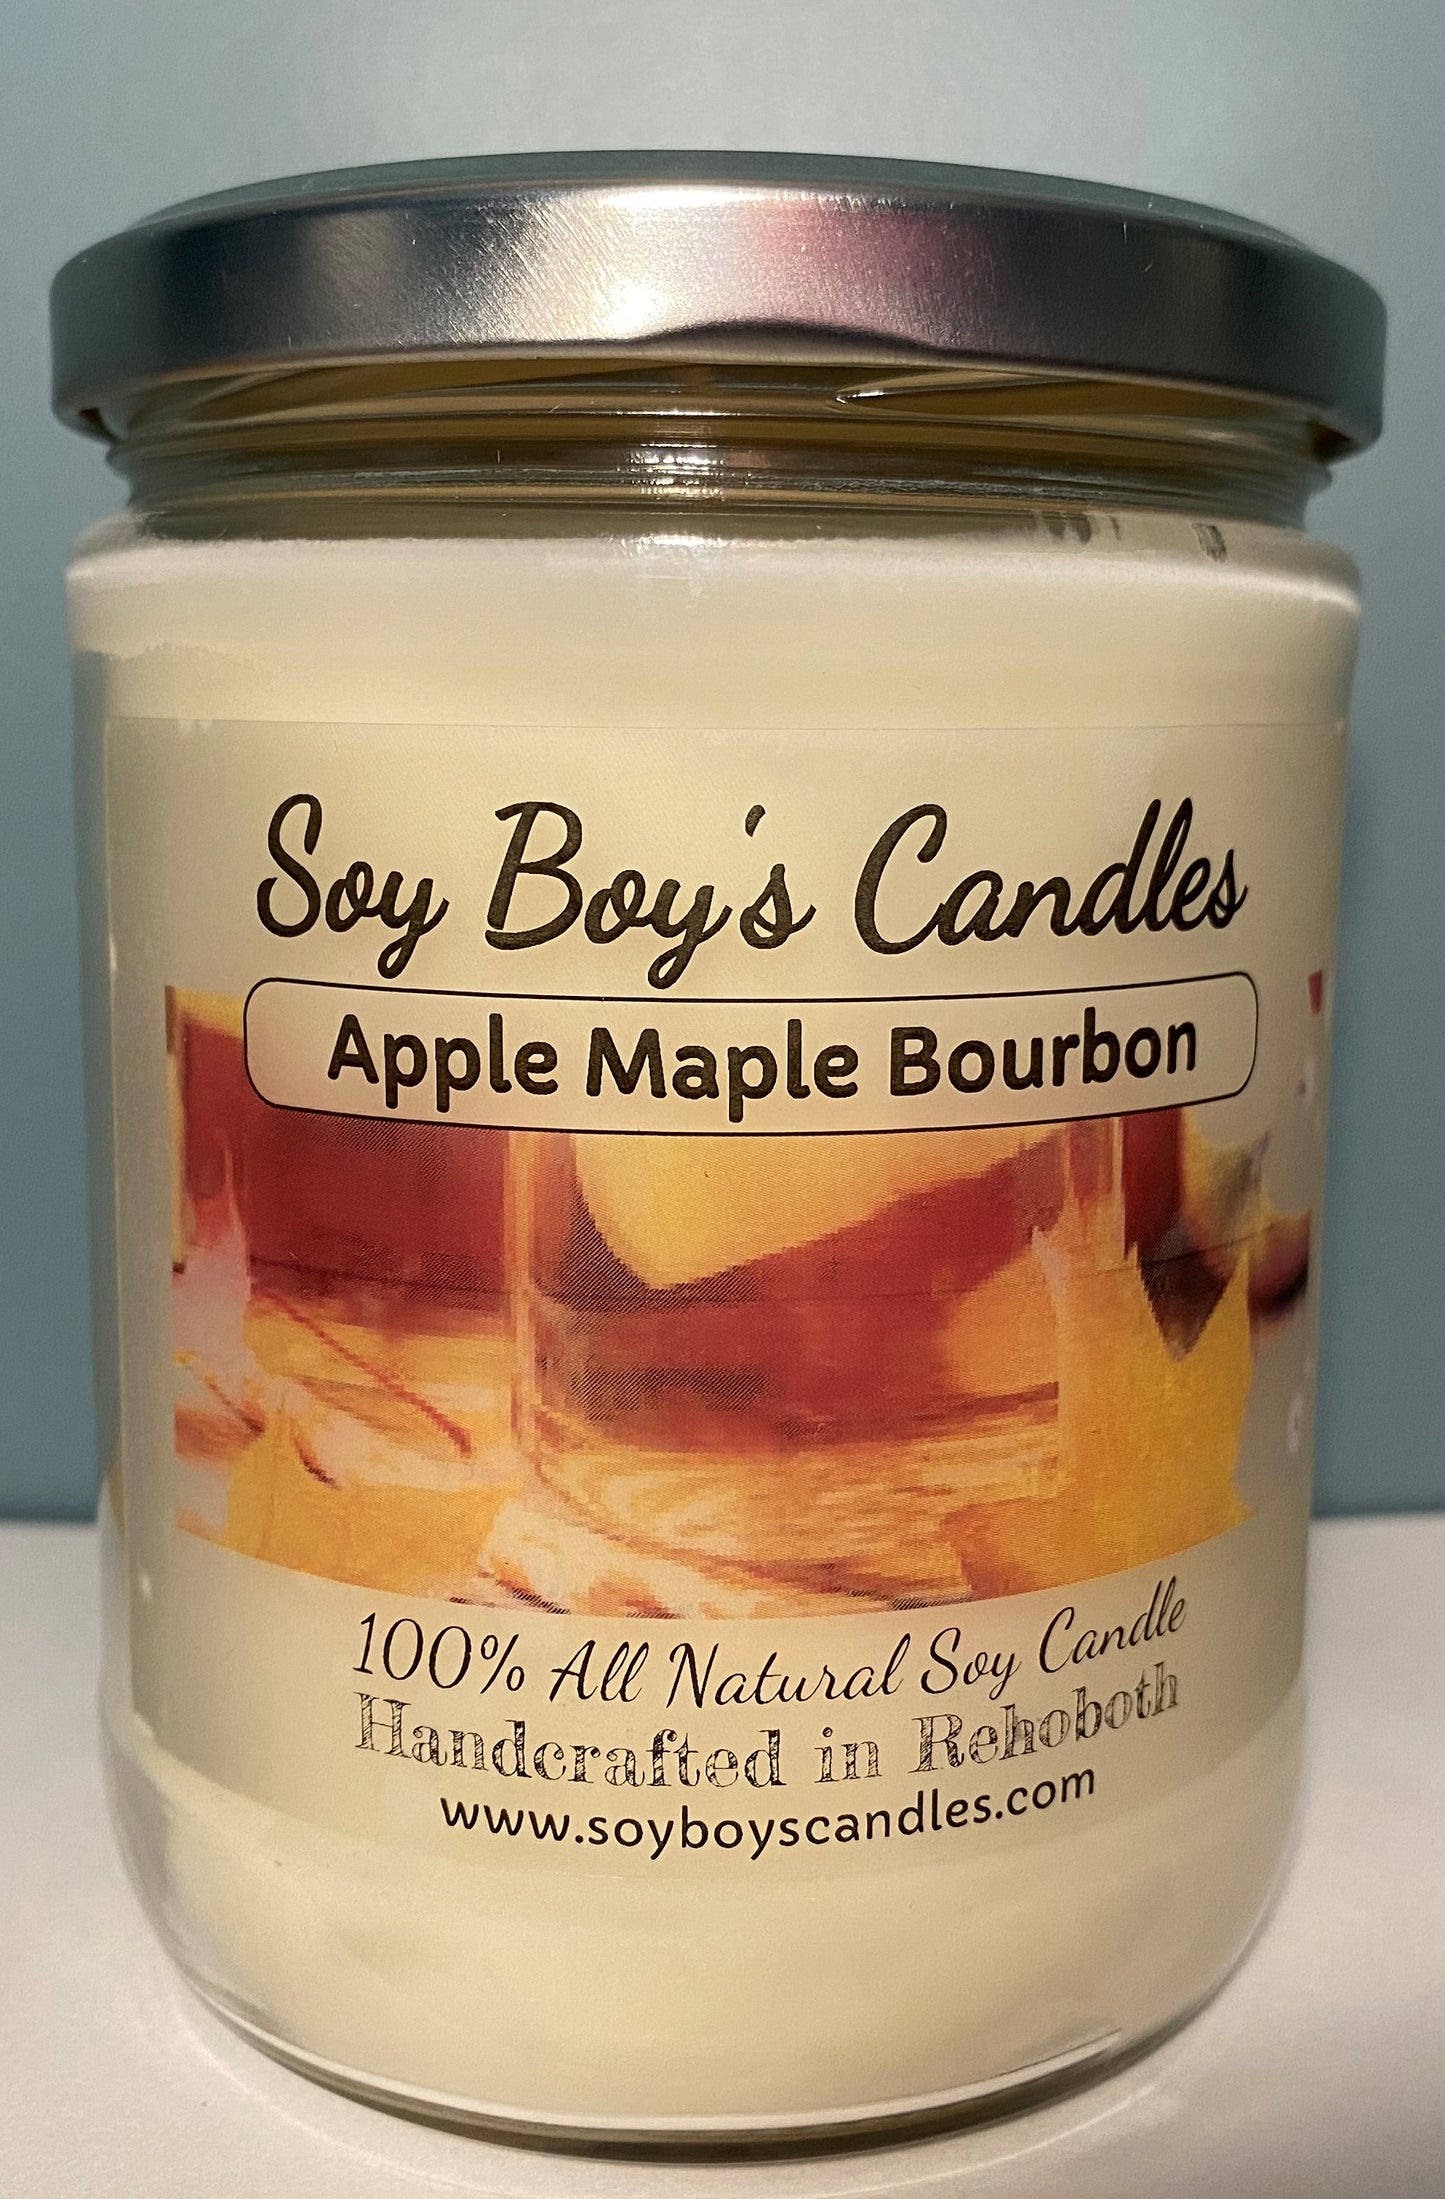 Soy Boy's Candles
Apple Maple Bourbon
100% All Natural Soy Candle
Handcrafted in Rehoboth
www.soyboyscandles.com